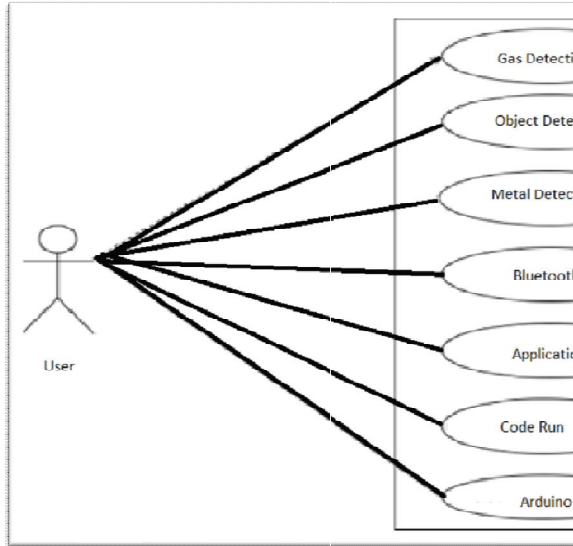 Gas Detecti
Object Dete
Metal Detec
Bluetoot
User
Applicatio
Code Run
Arduino